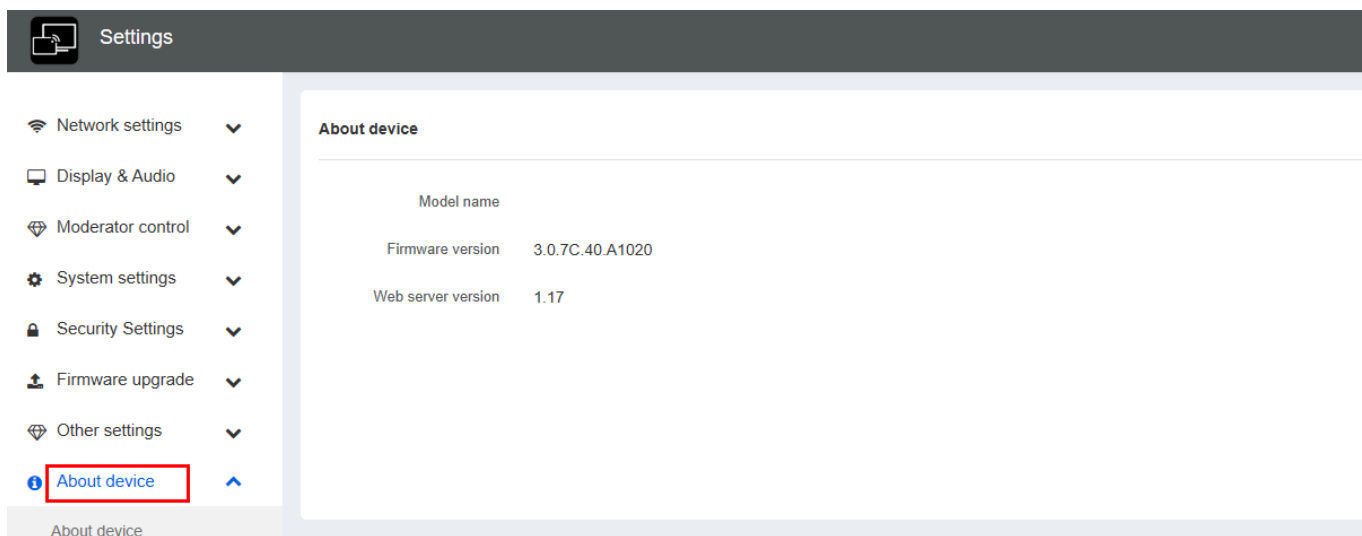 Settings
Network settings
Display & Audio
Moderator control
System settings
Security Settings
Firmware upgrade
Other settings
About device
About device
About device
Model name
Firmware version 3.0.7C.40.A1020
Web server version 1.17